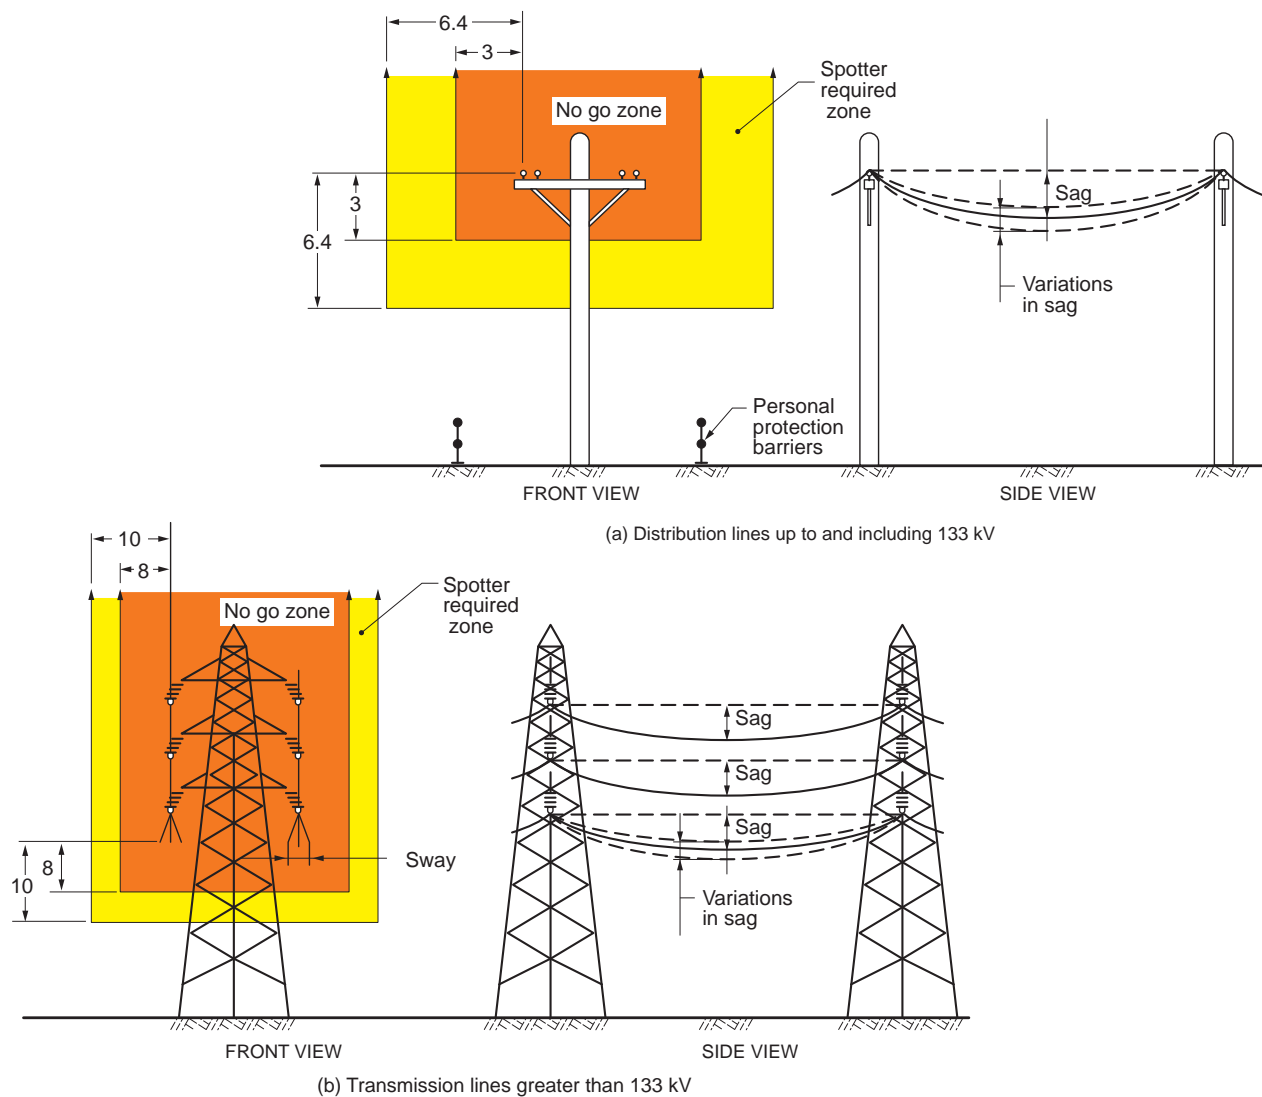 6.4
3
No go zone
Spotter
required
zone
3
6.4
Sag
Variations
in sag
Personal
protection
barriers
FRONT VIEW
SIDE VIEW
(a) Distribution lines up to and including 133 kV
10
8
No go zone
Spotter
required
zone
Sag
Sag
Sag
8
10
Sway
Variations
in sag
FRONT VIEW
SIDE VIEW
(b) Transmission lines greater than 133 kV